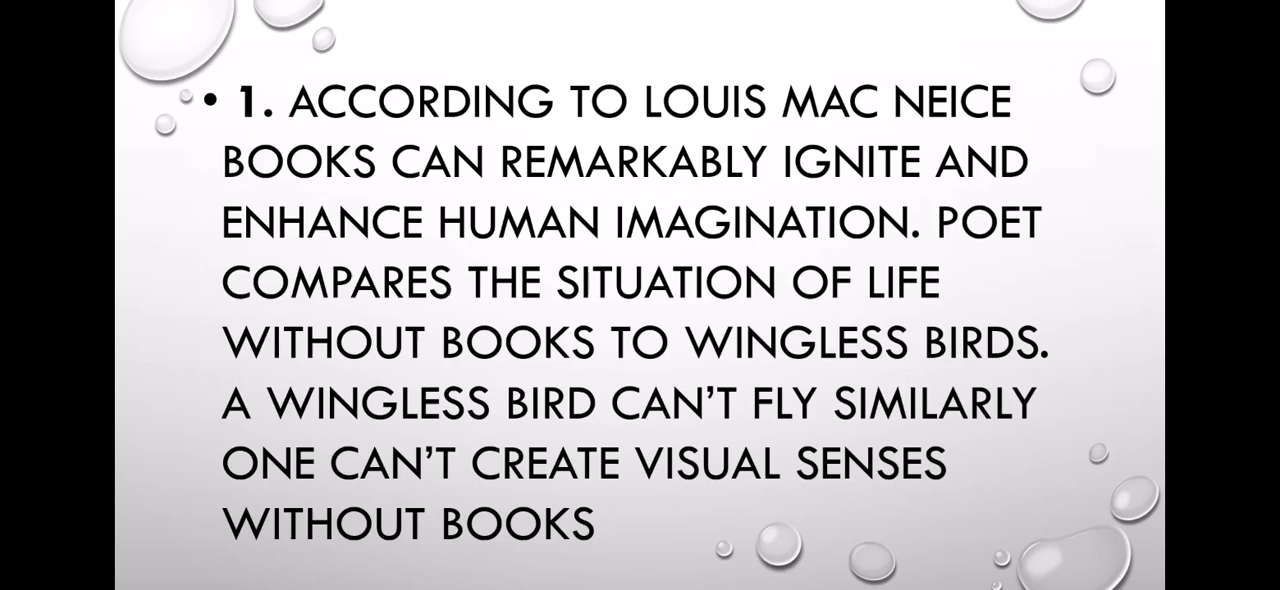 • 1. ACCORDING TO LOUIS MAC NEICE
BOOKS CAN REMARKABLY IGNITE AND
ENHANCE HUMAN IMAGINATION. POET
COMPARES THE SITUATION OF LIFE
WITHOUT BOOKS TO WINGLESS BIRDS.
A WINGLESS BIRD CAN'T FLY SIMILARLY
ONE CAN'T CREATE VISUAL SENSES
WITHOUT BOOKS